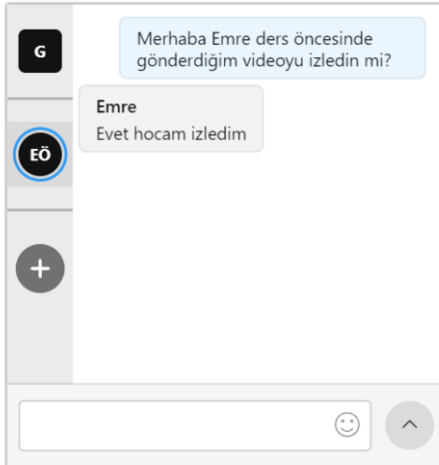 G
Merhaba Emre ders öncesinde
gönderdiğim videoyu izledin mi?
Emre
Evet hocam izledim
EÖ